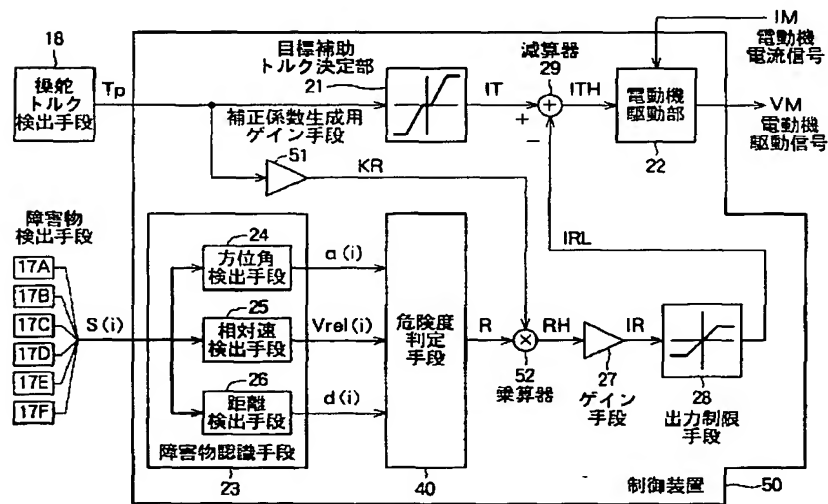 18
操舵
トルク
検出手段
Tp
目標補助
トルク決定部
21
IT
減算器
29
+
−
ITH
IM
電動機
電流信号
電動機
駆動部
22
VM
電動機
駆動信号
補正係数生成用
ゲイン手段
51
KR
障害物
検出手段
17A
17B
17C
17D
17E
17F
S(i)
24
方位角
検出手段
a(i)
25
相対速
検出手段
Vrel(i)
26
距離
検出手段
d(i)
障害物認識手段
23
危険度
判定
手段
40
R
×
52
乗算器
RH
27
ゲイン
手段
IR
IRL
28
出力制限
手段
制御装置
50